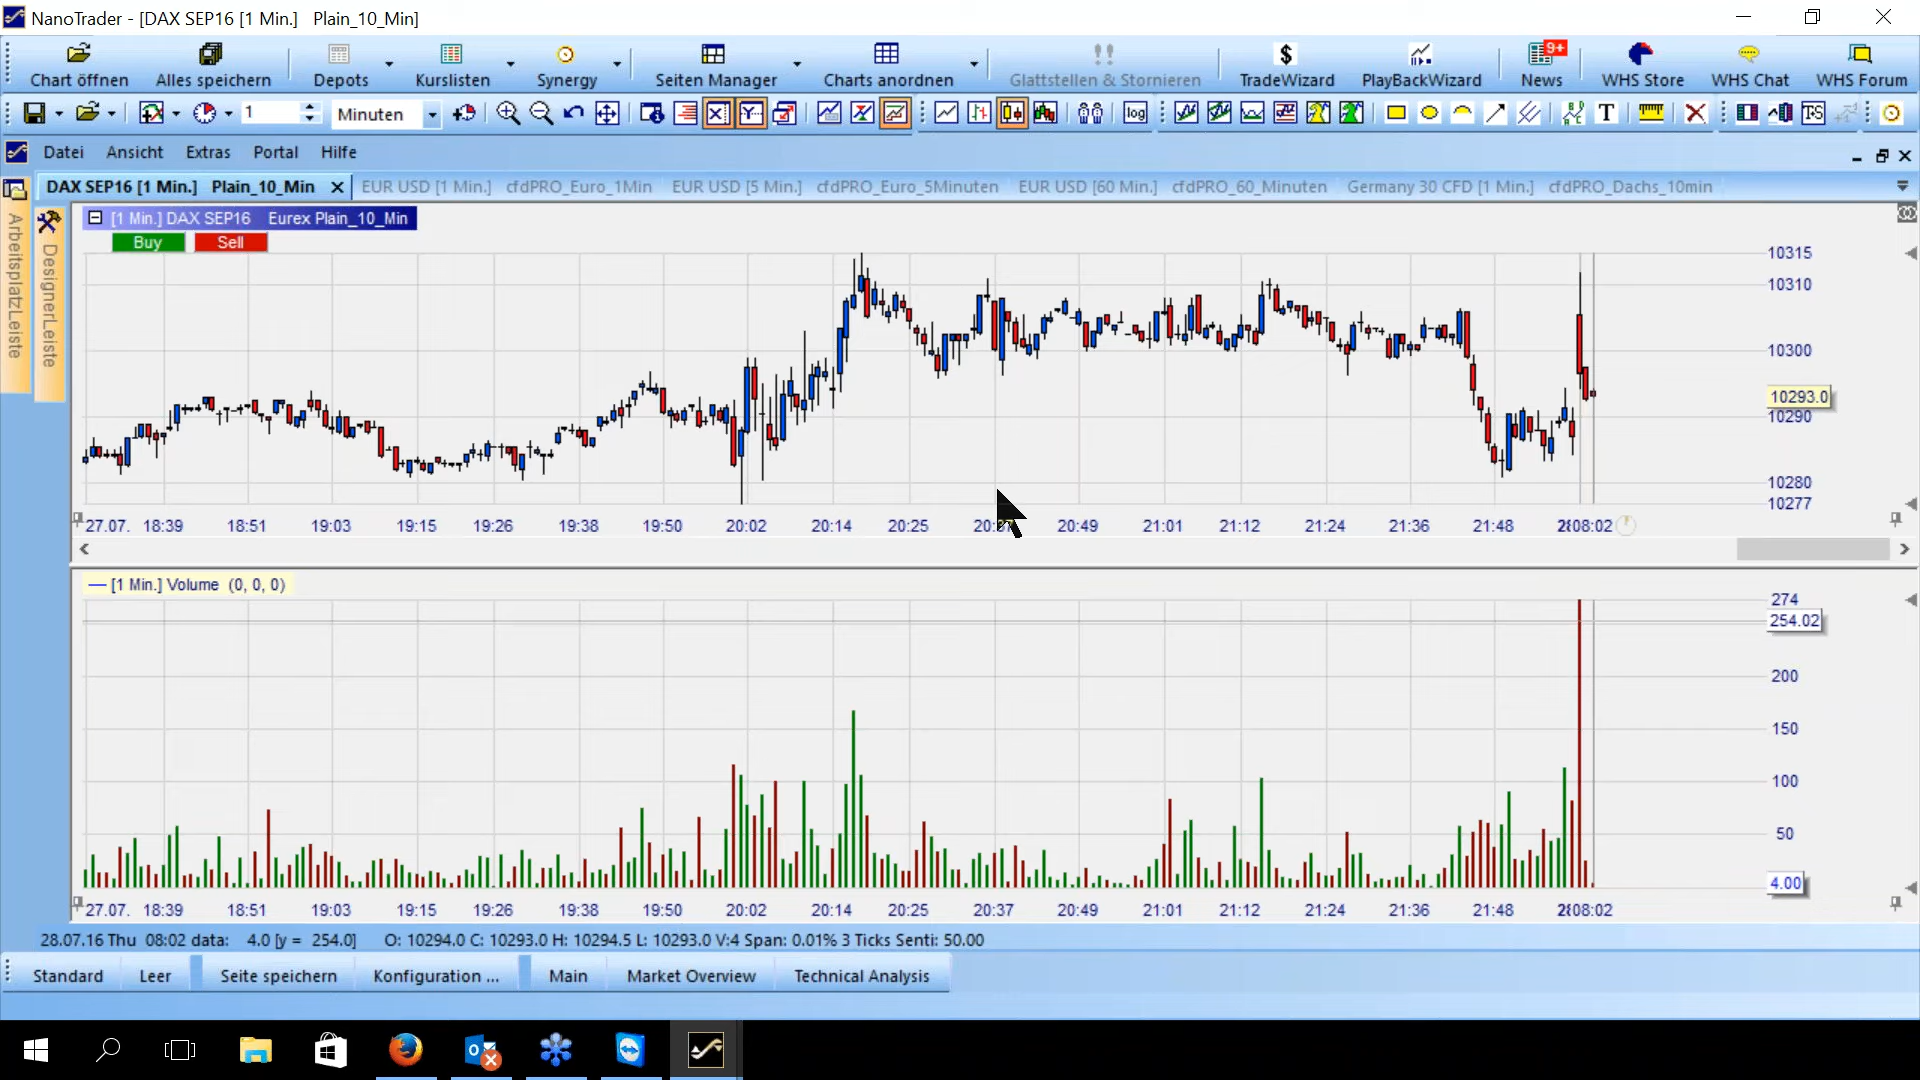 NanoTrader - [DAX SEP16 [1 Min.]   Plain_10_Min]
Chart öffnen Alles speichern Depots Kurslisten Synergy Seiten Manager Charts anordnen Glattstellen & Stornieren TradeWizard PlayBackWizard 9+ News WHS Store WHS Chat WHS Forum
1 Minuten log T TS
Datei Ansicht Extras Portal Hilfe
DAX SEP16 [1 Min.]   Plain_10_Min EUR USD [1 Min.]   cfdPRO_Euro_1Min EUR USD [5 Min.]   cfdPRO_Euro_5Minuten EUR USD [60 Min.]   cfdPRO_60_Minuten Germany 30 CFD [1 Min.]   cfdPRO_Dachs_10min
ArbeitsplatzLeiste
DesignerLeiste
[1 Min.] DAX SEP16   Eurex Plain_10_Min
Buy Sell
10315
10310
10300
10293.0
10290
10280
10277
27.07. 18:39 18:51 19:03 19:15 19:26 19:38 19:50 20:02 20:14 20:25 20:49 21:01 21:12 21:24 21:36 21:48 08:02
[1 Min.] Volume (0, 0, 0)
274
254.02
200
150
100
50
4.00
27.07. 18:39 18:51 19:03 19:15 19:26 19:38 19:50 20:02 20:14 20:25 20:37 20:49 21:01 21:12 21:24 21:36 21:48 08:02
28.07.16 Thu 08:02 data: 4.0 [y = 254.0] O: 10294.0 C: 10293.0 H: 10294.5 L: 10293.0 V:4 Span: 0.01% 3 Ticks Senti: 50.00
Standard Leer Seite speichern Konfiguration ... Main Market Overview Technical Analysis